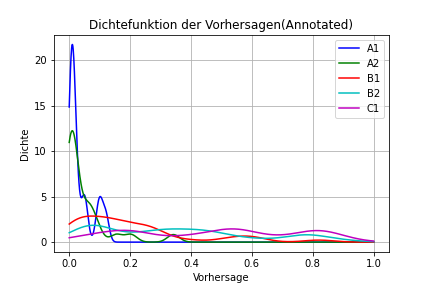 Dichtefunktion der Vorhersagen(Annotated)
A1
A2
B1
B2
C1
20
15
10
5
0
Dichte
0.0 0.2 0.4 0.6 0.8 1.0
Vorhersage